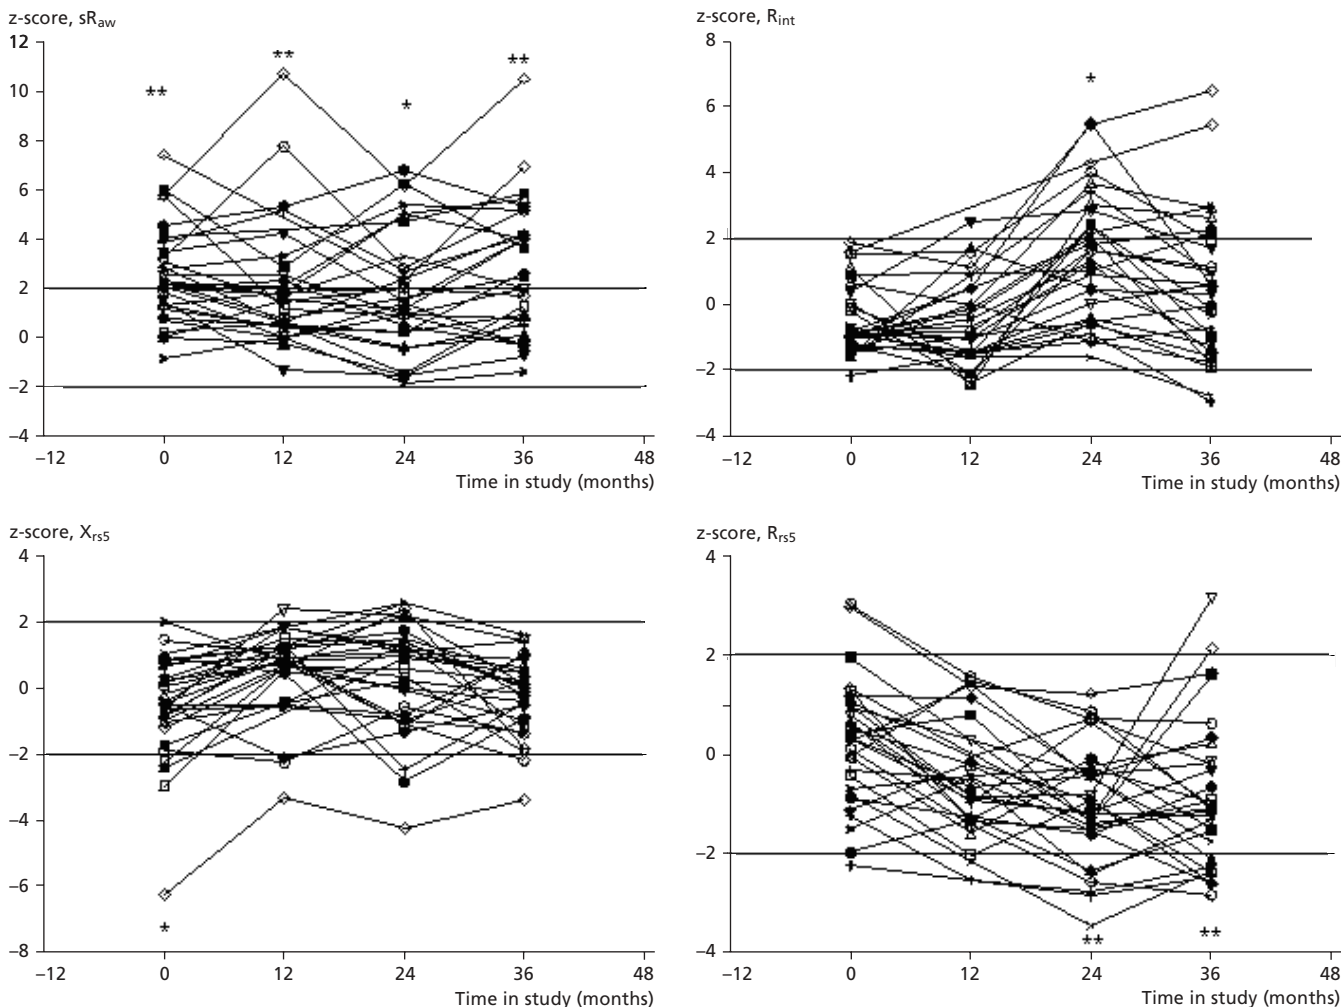 z-score, sRaw
12
10
8
6
4
2
0
−2
−4
** ** * **
−12 0 12 24 36 48
Time in study (months)
z-score, Rint
8
6
4
2
0
−2
−4
*
−12 0 12 24 36 48
Time in study (months)
z-score, Xrs5
4
2
0
−2
−4
−6
−8
*
−12 0 12 24 36 48
Time in study (months)
z-score, Rrs5
4
2
0
−2
−4
** **
−12 0 12 24 36 48
Time in study (months)